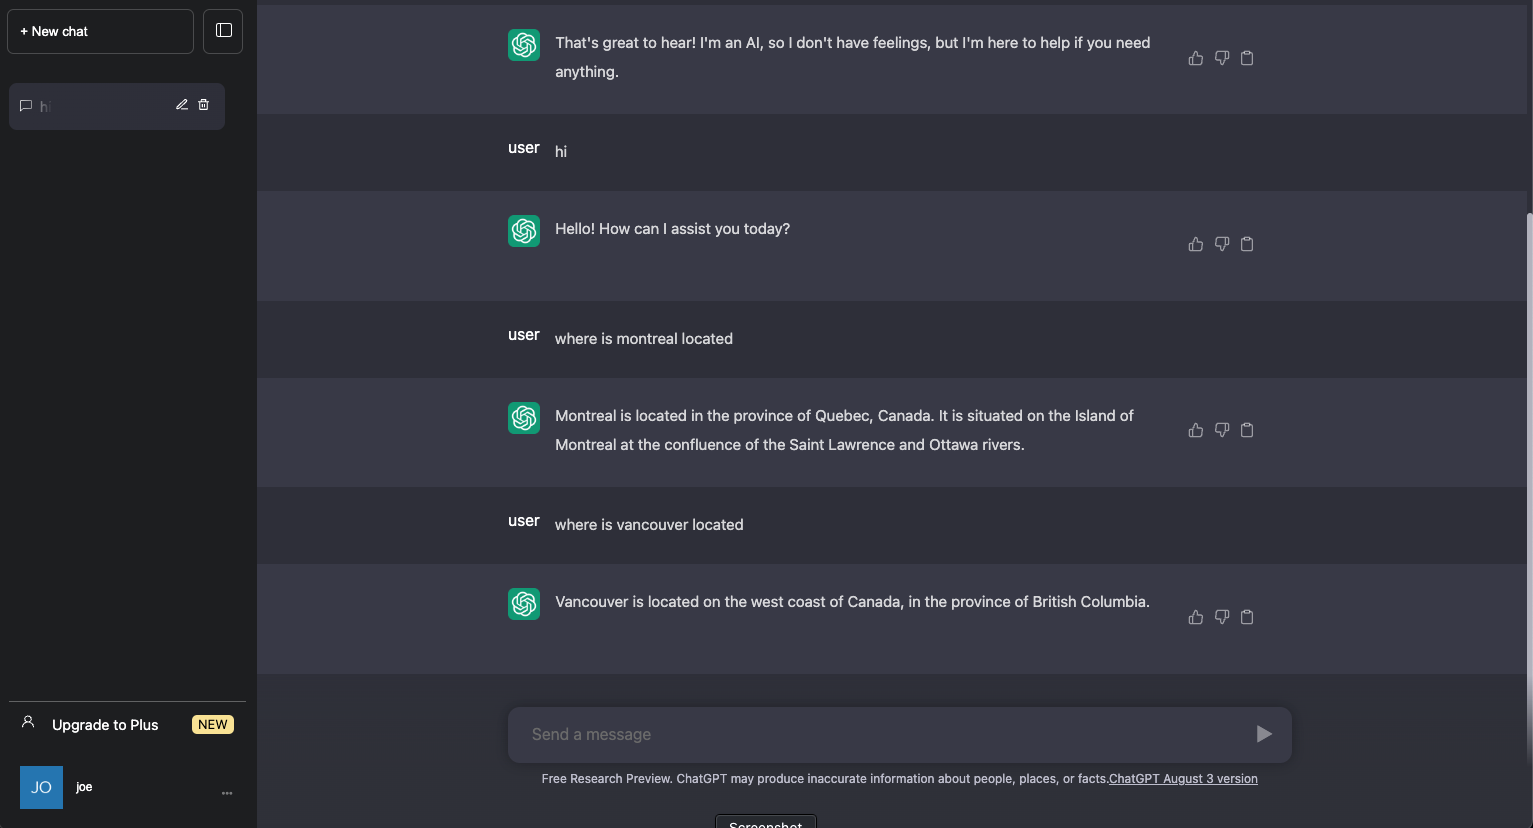 + New chat
hi
That's great to hear! I'm an AI, so I don't have feelings, but I'm here to help if you need
anything.
user
hi
Hello! How can I assist you today?
user
where is montreal located
Montreal is located in the province of Quebec, Canada. It is situated on the Island of
Montreal at the confluence of the Saint Lawrence and Ottawa rivers.
user
where is vancouver located
Vancouver is located on the west coast of Canada, in the province of British Columbia.
Upgrade to Plus
NEW
JO
joe
...
Send a message
Free Research Preview. ChatGPT may produce inaccurate information about people, places, or facts.ChatGPT August 3 version
Screenshot